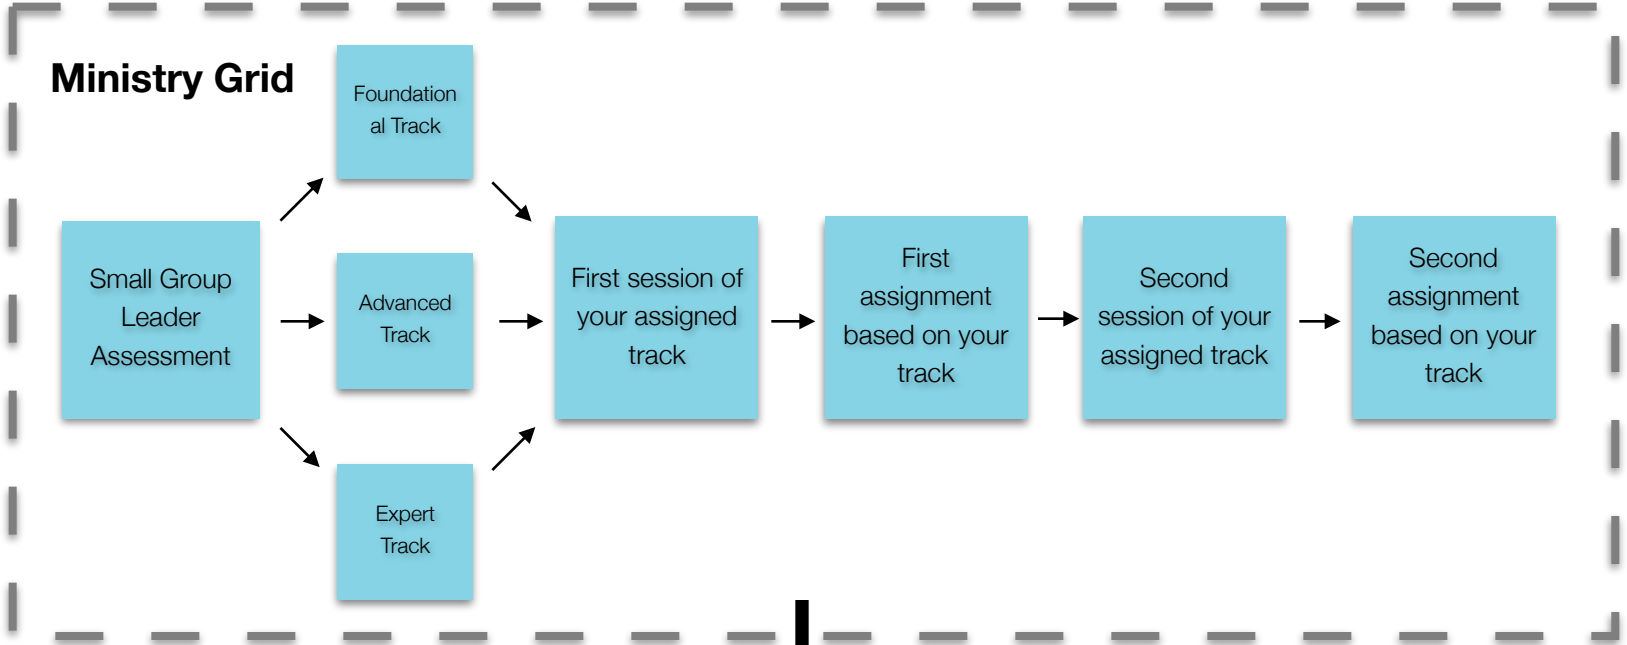 Ministry Grid
Foundation
al Track
Small Group
Leader
Assessment
Advanced
Track
Expert
Track
First session of
your assigned
track
First
assignment
based on your
track
Second
session of your
assigned track
Second
assignment
based on your
track